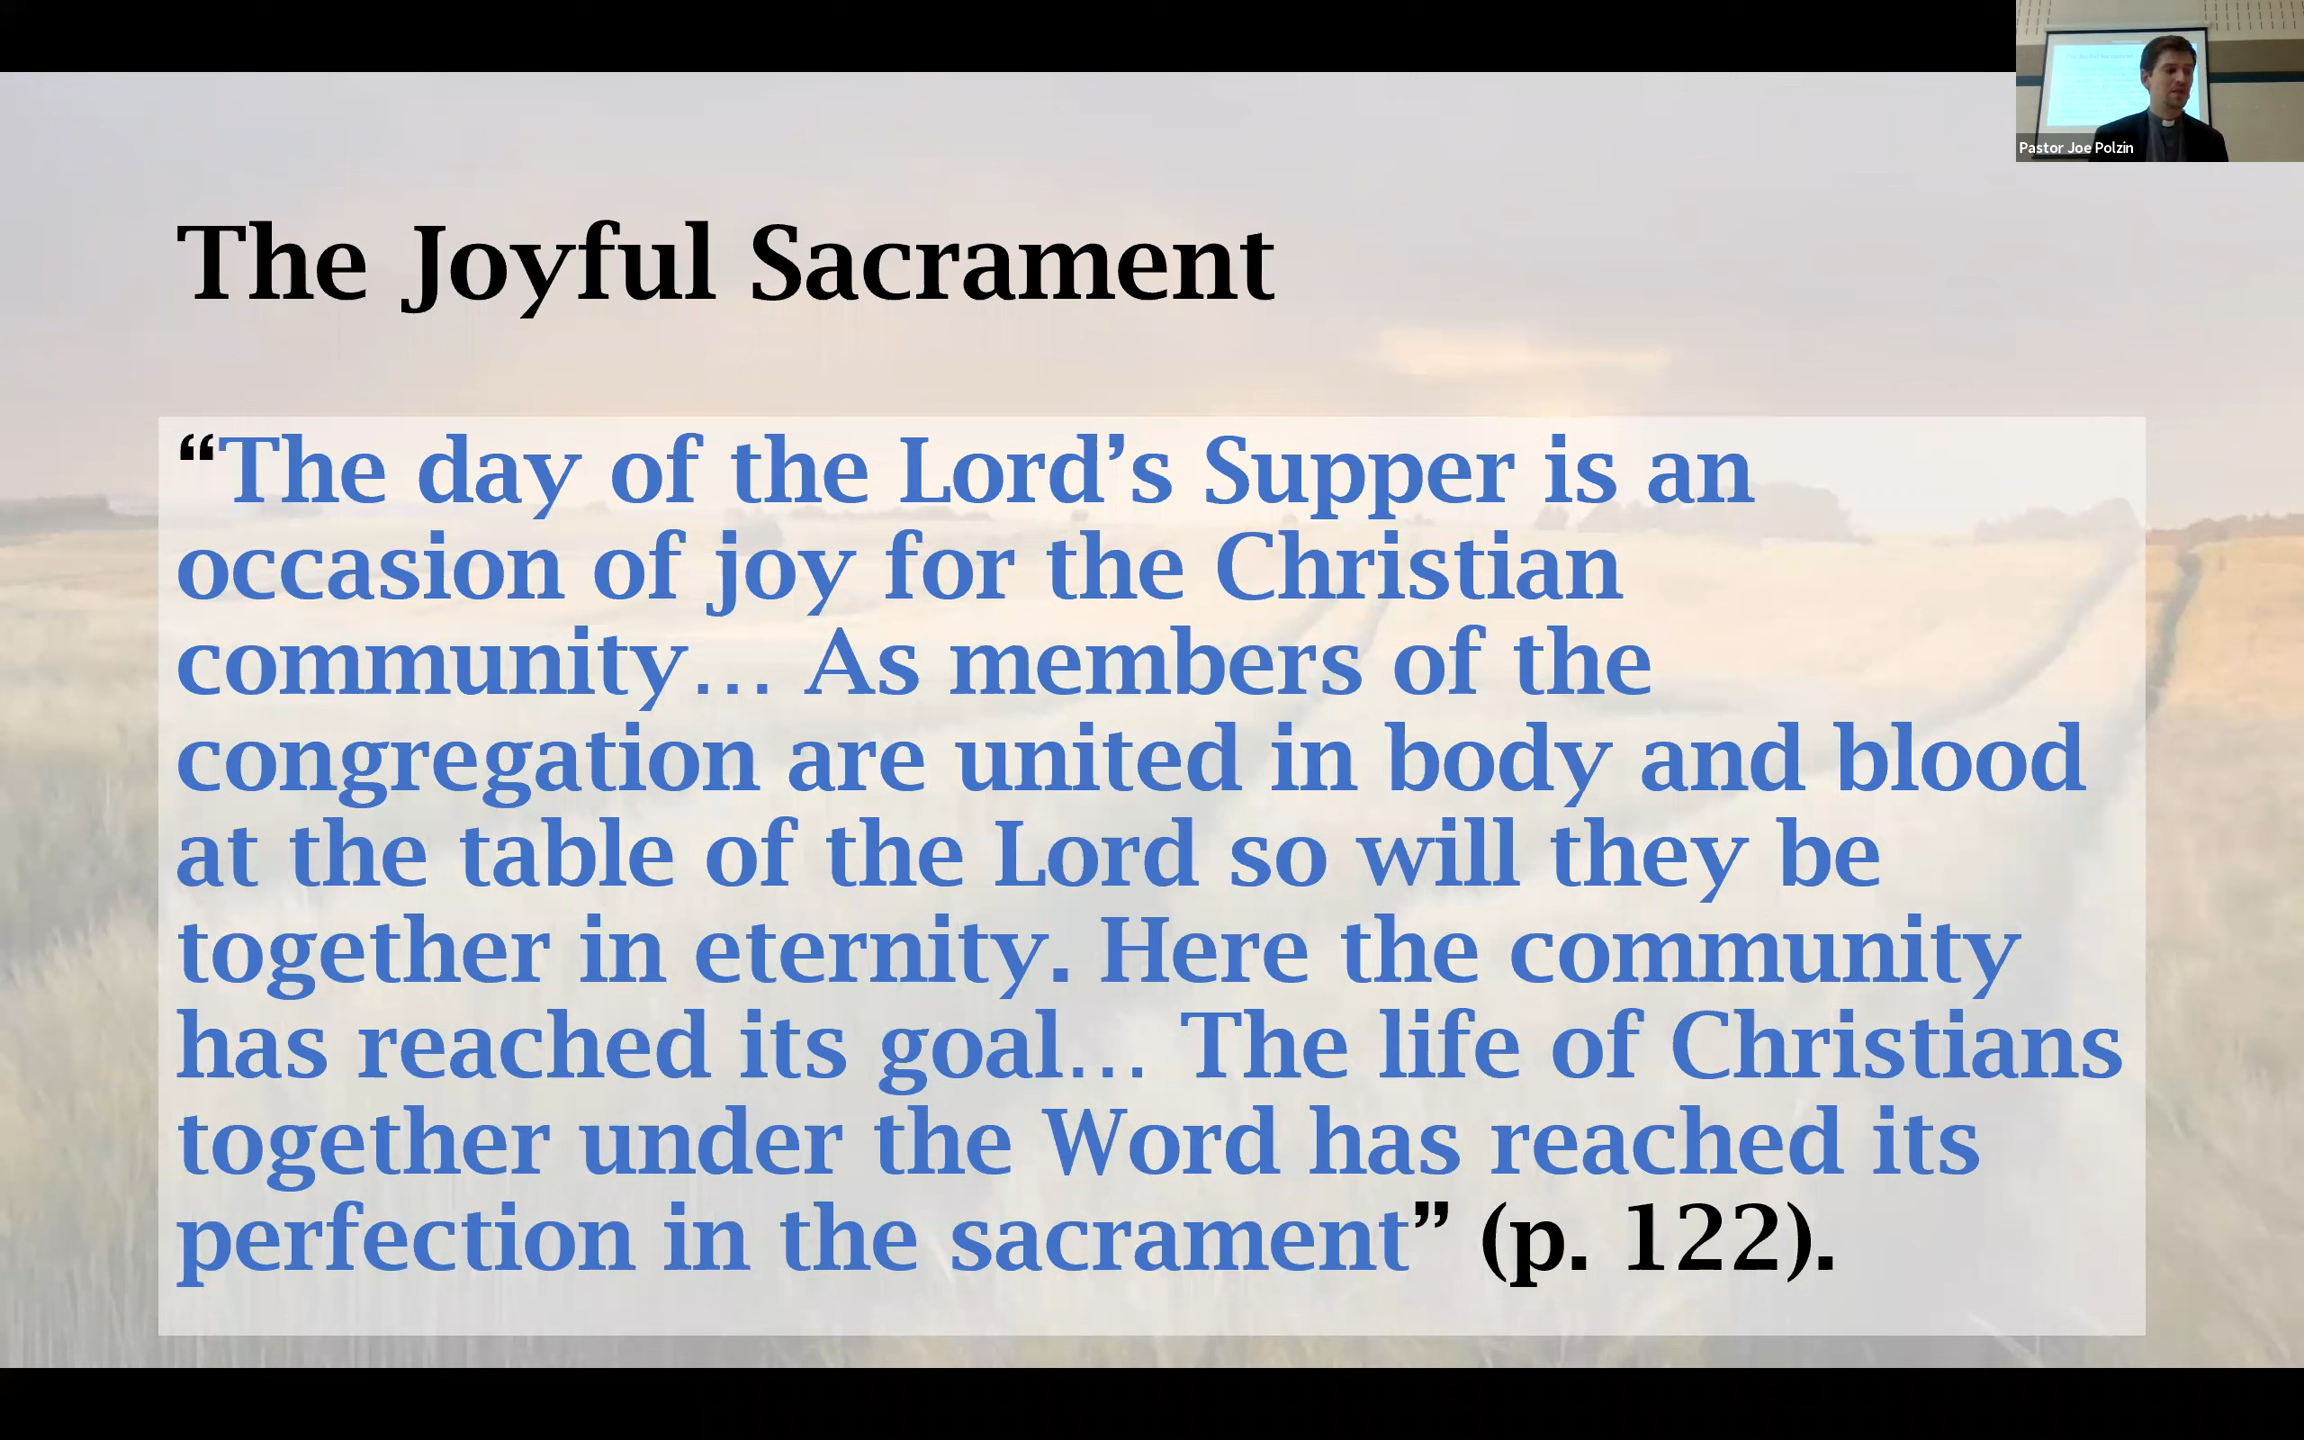 Pastor Joe Polzin
The Joyful Sacrament
“The day of the Lord’s Supper is an
occasion of joy for the Christian
community… As members of the
congregation are united in body and blood
at the table of the Lord so will they be
together in eternity. Here the community
has reached its goal… The life of Christians
together under the Word has reached its
perfection in the sacrament” (p. 122).